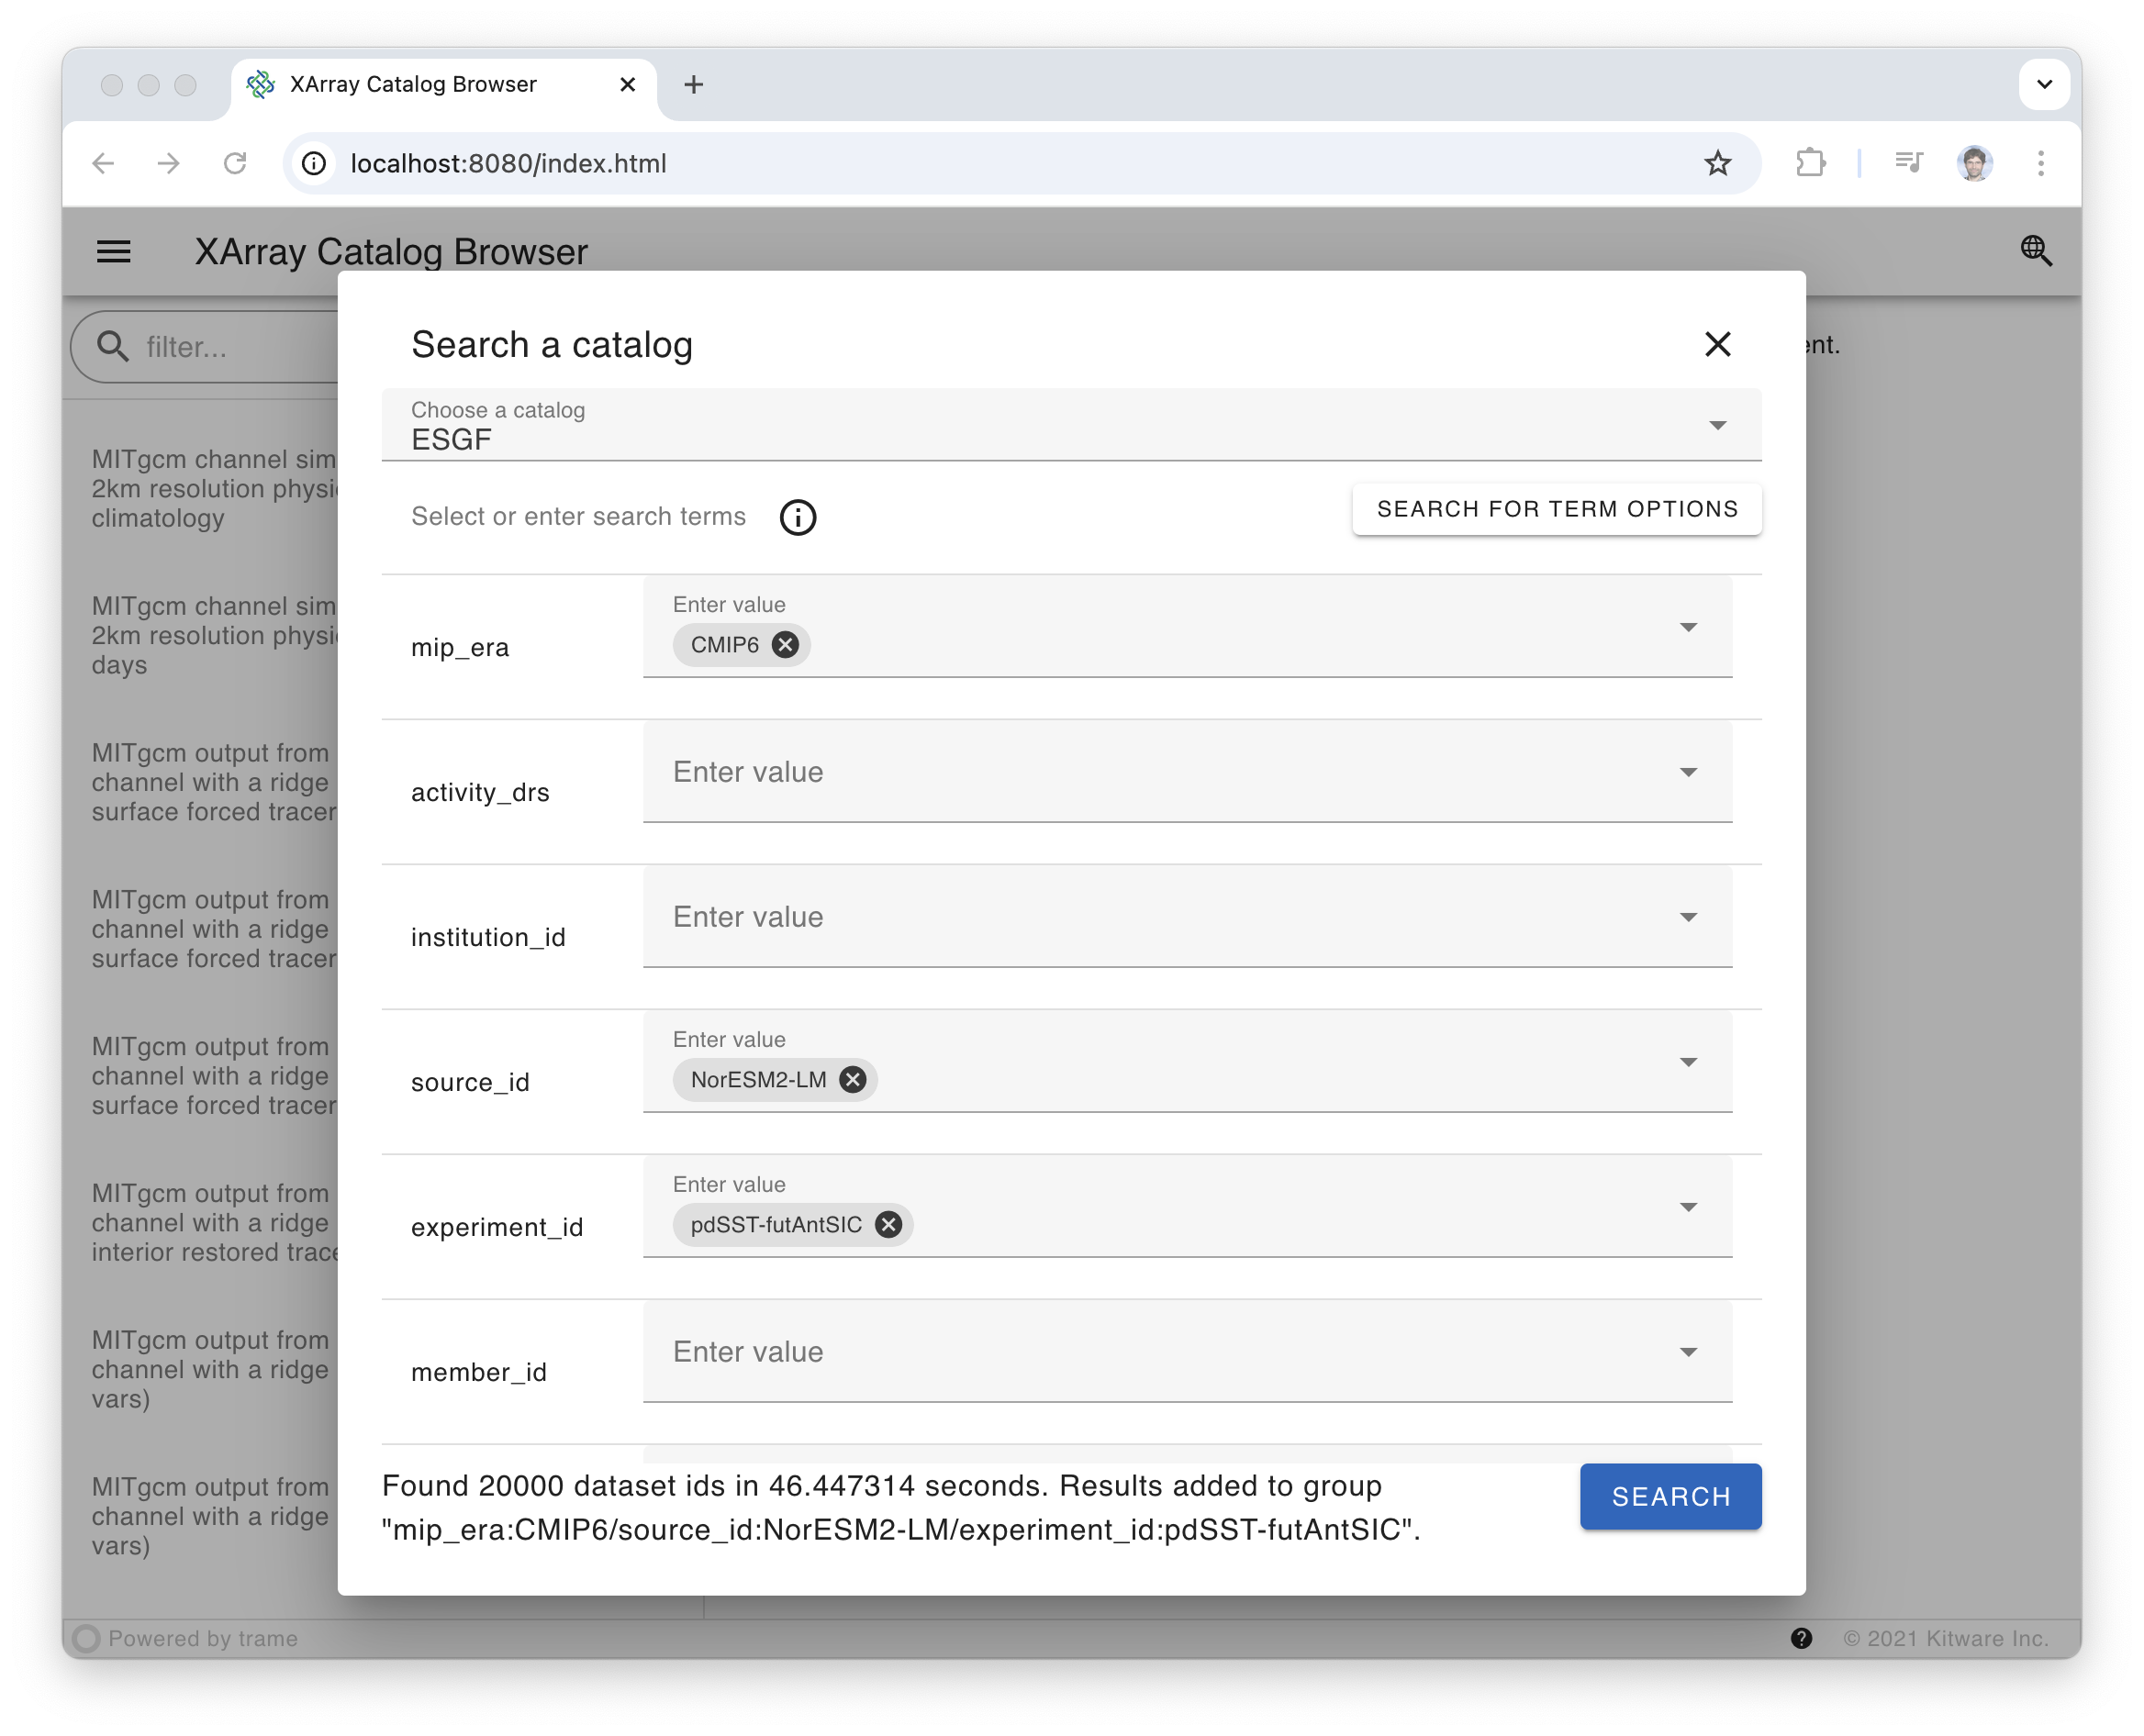 XArray Catalog Browser
localhost:8080/index.html
XArray Catalog Browser
filter...
ent.
MITgcm channel sim
2km resolution physi
climatology
MITgcm channel sim
2km resolution physi
days
MITgcm output from
channel with a ridge
surface forced tracer
MITgcm output from
channel with a ridge
surface forced tracer
MITgcm output from
channel with a ridge
surface forced tracer
MITgcm output from
channel with a ridge
interior restored trace
MITgcm output from
channel with a ridge
vars)
MITgcm output from
channel with a ridge
vars)
Search a catalog
Choose a catalog
ESGF
Select or enter search terms
SEARCH FOR TERM OPTIONS
mip_era
Enter value
CMIP6
activity_drs
Enter value
institution_id
Enter value
source_id
Enter value
NorESM2-LM
experiment_id
Enter value
pdSST-futAntSIC
member_id
Enter value
Found 20000 dataset ids in 46.447314 seconds. Results added to group
"mip_era:CMIP6/source_id:NorESM2-LM/experiment_id:pdSST-futAntSIC".
SEARCH
Powered by trame
© 2021 Kitware Inc.